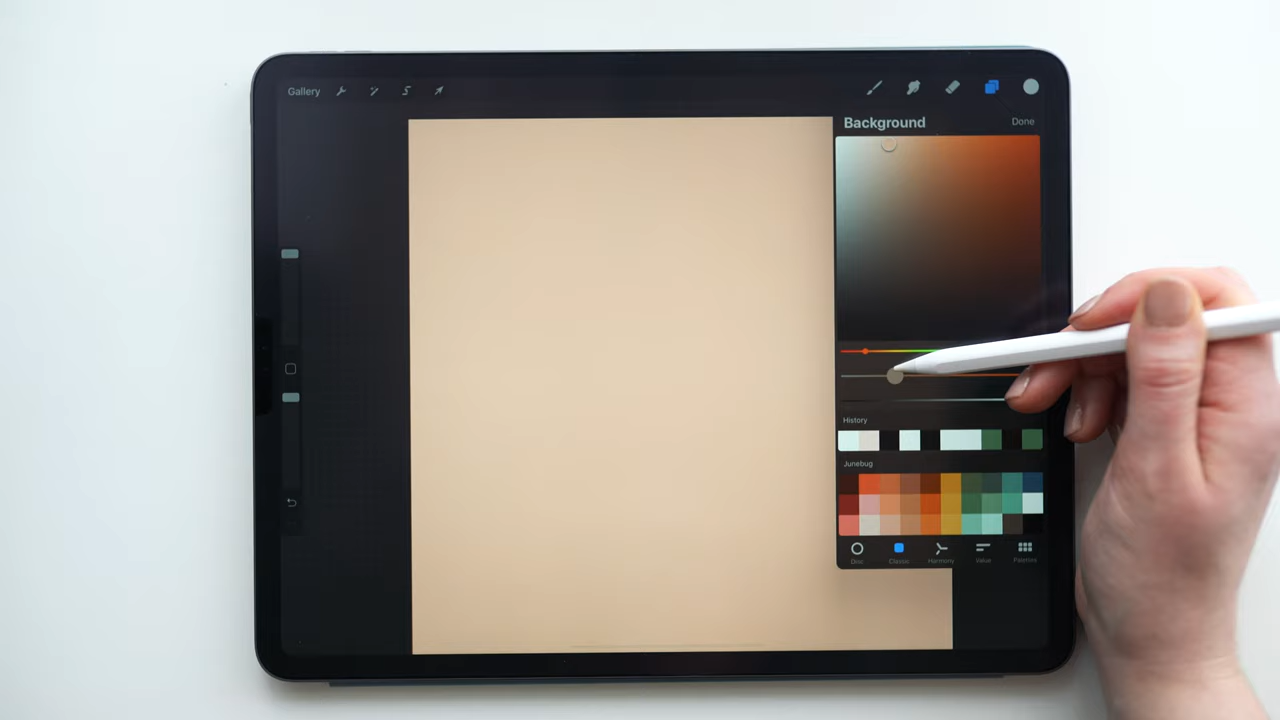 Gallery
Background Done
History
Junebug
Disc Classic Harmony Value Palettes